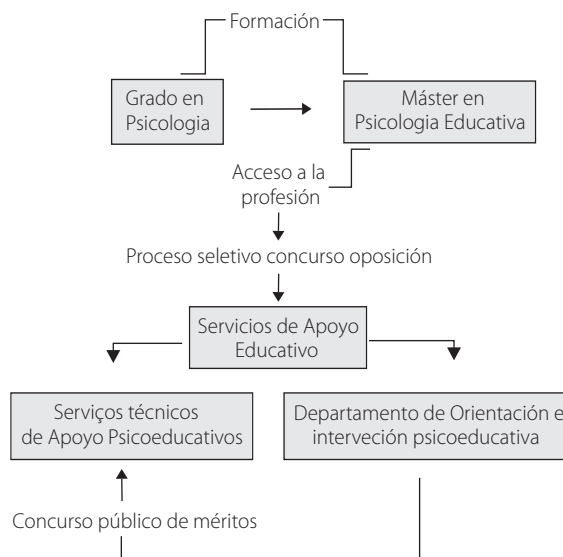 Formación
Grado en
Psicologia
Máster en
Psicologia Educativa
Acceso a la
profesión
Proceso seletivo concurso oposición
Servicios de Apoyo
Educativo
Serviços técnicos
de Apoyo Psicoeducativos
Departamento de Orientación e
interveción psicoeducativa
Concurso público de méritos